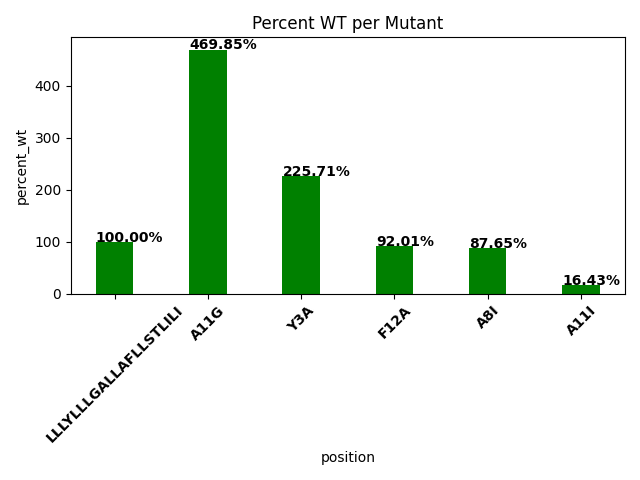 Percent WT per Mutant
percent_wt
400
300
200
100
0
100.00%
469.85%
225.71%
92.01%
87.65%
16.43%
LLLYLLLGALLAFLLSTLILI
A11G
Y3A
F12A
A8I
A11I
position